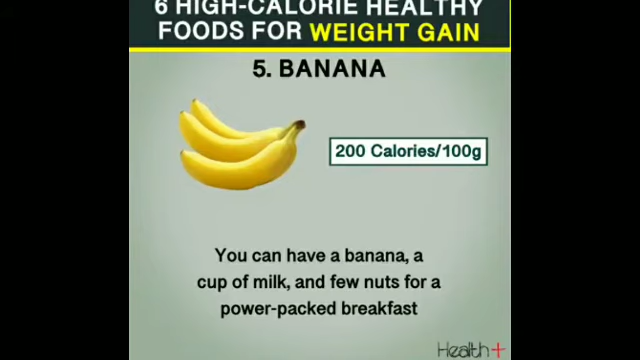 6 HIGH-CALORIE HEALTHY
FOODS FOR WEIGHT GAIN
5. BANANA
200 Calories/100g
You can have a banana, a
cup of milk, and few nuts for a
power-packed breakfast
Health+